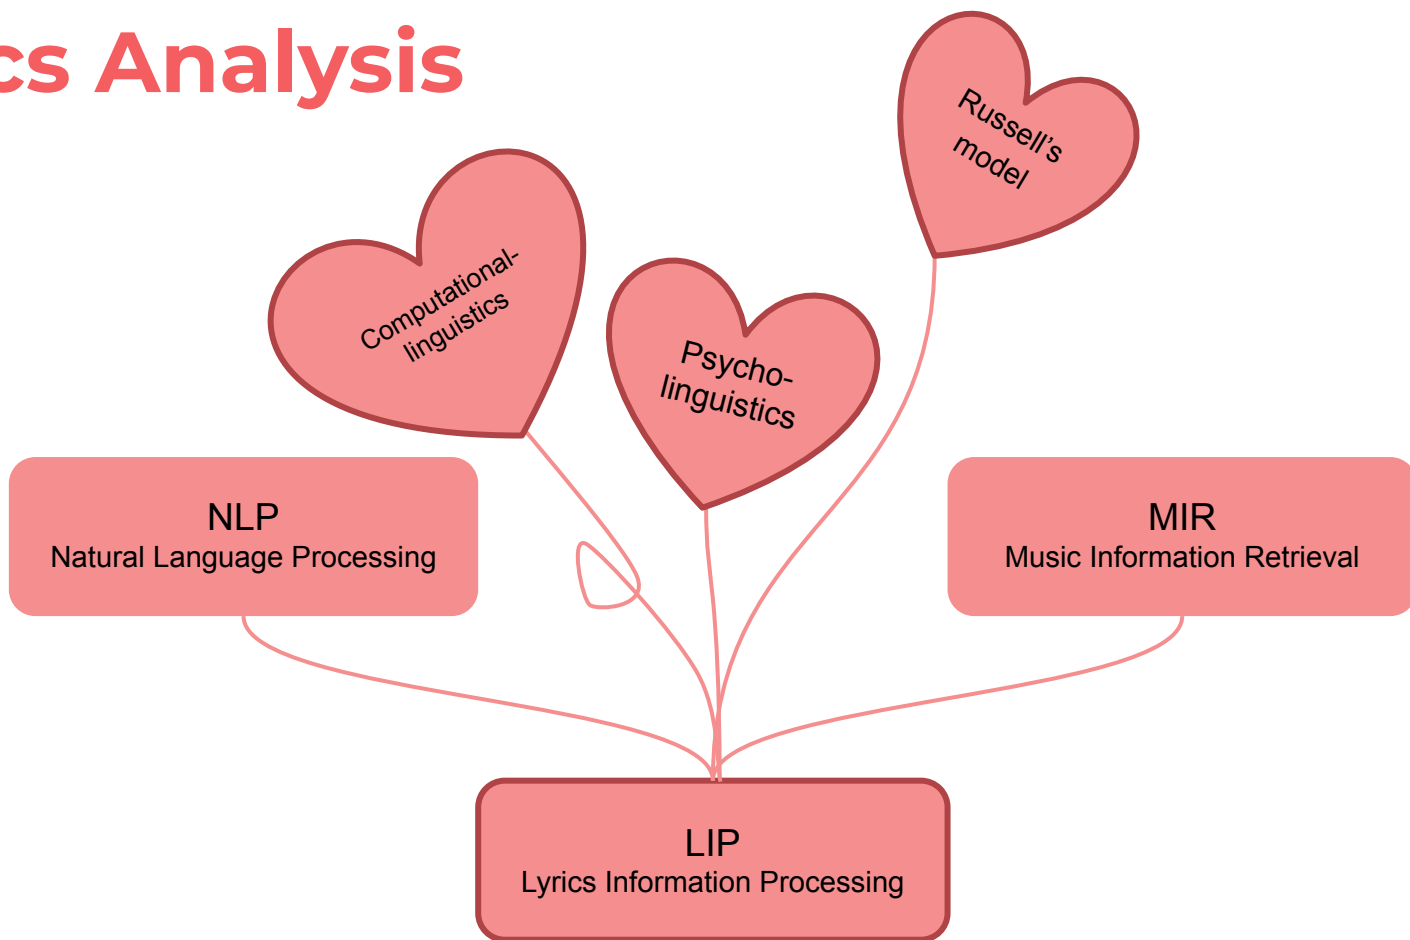 cs Analysis
Russell’s
model
Computational-
linguistics
Psycho-
linguistics
NLP
Natural Language Processing
MIR
Music Information Retrieval
LIP
Lyrics Information Processing